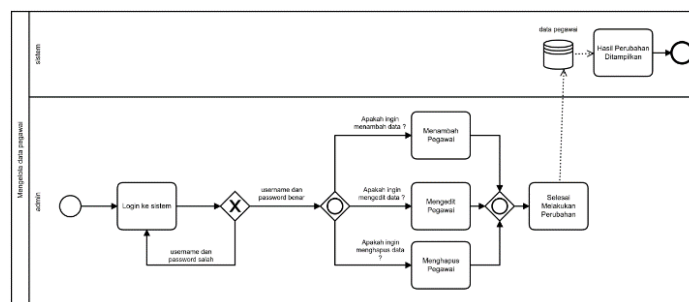 Mengelola data pegawai
sistem
data pegawai
Hasil Perubahan
Ditampilkan
admin
Login ke sistem
X
username dan
password salah
username dan
password benar
Apakah ingin
menambah data ?
Menambah
Pegawai
Apakah ingin
mengedit data ?
Mengedit
Pegawai
Apakah ingin
menghapus data
?
Menghapus
Pegawai
Selesai
Melakukan
Perubahan